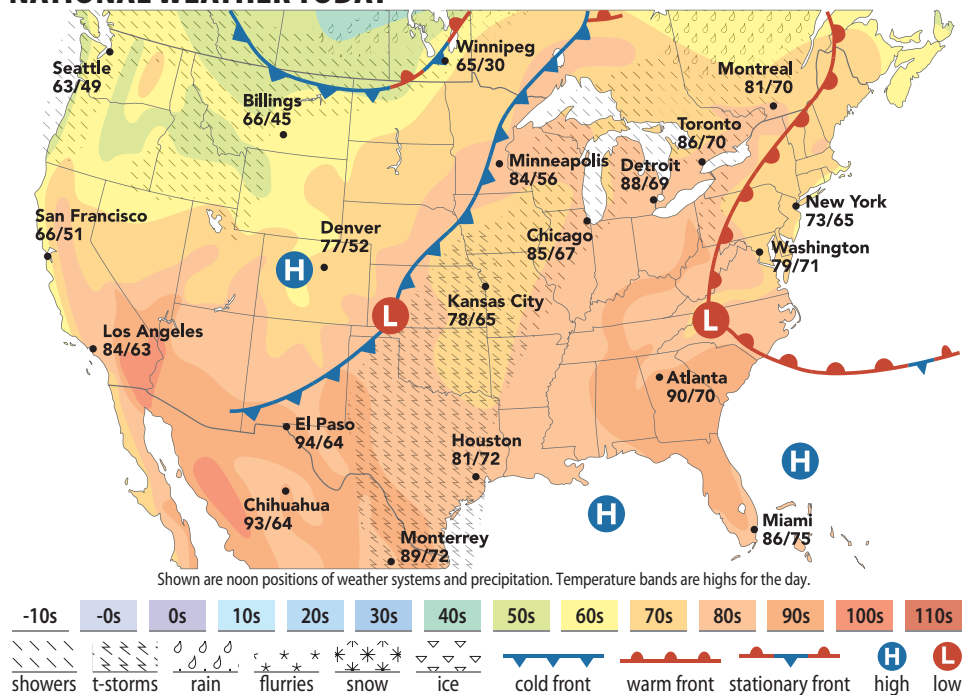 NATIONAL WEATHER TODAY
Seattle
63/49
Winnipeg
65/30
Billings
66/45
Montreal
81/70
Toronto
86/70
Minneapolis
84/56
Detroit
88/69
San Francisco
66/51
Denver
77/52
New York
73/65
Chicago
85/67
Washington
79/71
H
Kansas City
78/65
L
L
Los Angeles
84/63
Atlanta
90/70
El Paso
94/64
Houston
81/72
H
Chihuahua
93/64
H
Miami
86/75
Monterrey
89/72
Shown are noon positions of weather systems and precipitation. Temperature bands are highs for the day.
-10s -0s 0s 10s 20s 30s 40s 50s 60s 70s 80s 90s 100s 110s
H L
showers t-storms rain flurries snow ice cold front warm front stationary front high low